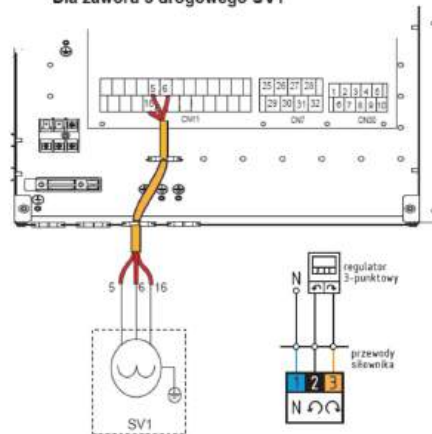 Dla zaworu 3 drogowego SV1
5 6
16
CN11
25 26 27 28
29 30 31 32
CN7
1 2 3 4 5
6 7 8 9 10
CN30
5 6 16
SV1
N
regulator
3-punktowy
przewody
siłownika
1 2 3
N